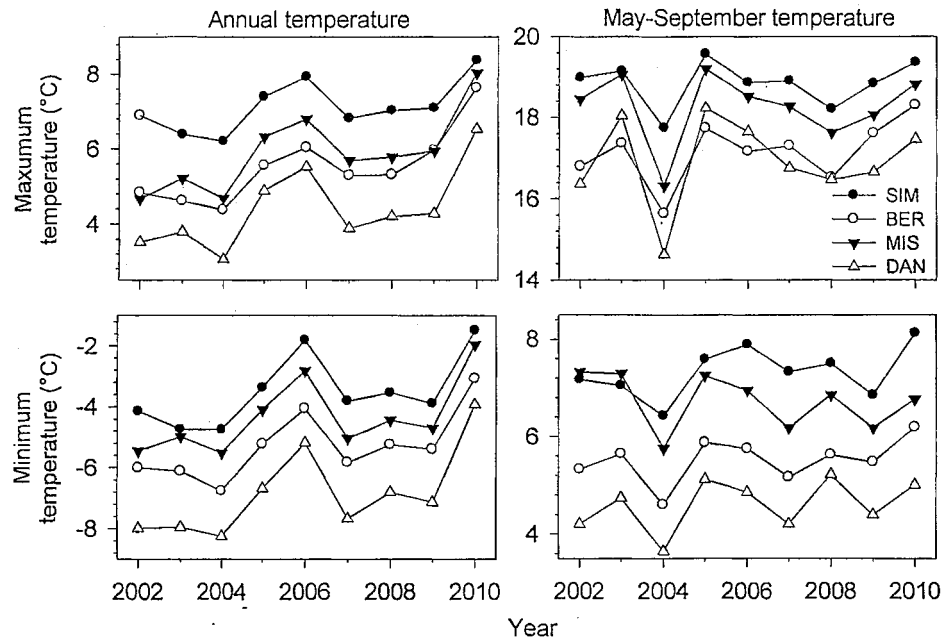 Annual temperature
May-September temperature
Maxumum
temperature (°C)
8
6
4
20
18
16
14
SIM
BER
MIS
DAN
Minimum
temperature (°C)
-2
-4
-6
-8
8
6
4
2002 2004 2006 2008 2010
2002 2004 2006 2008 2010
Year